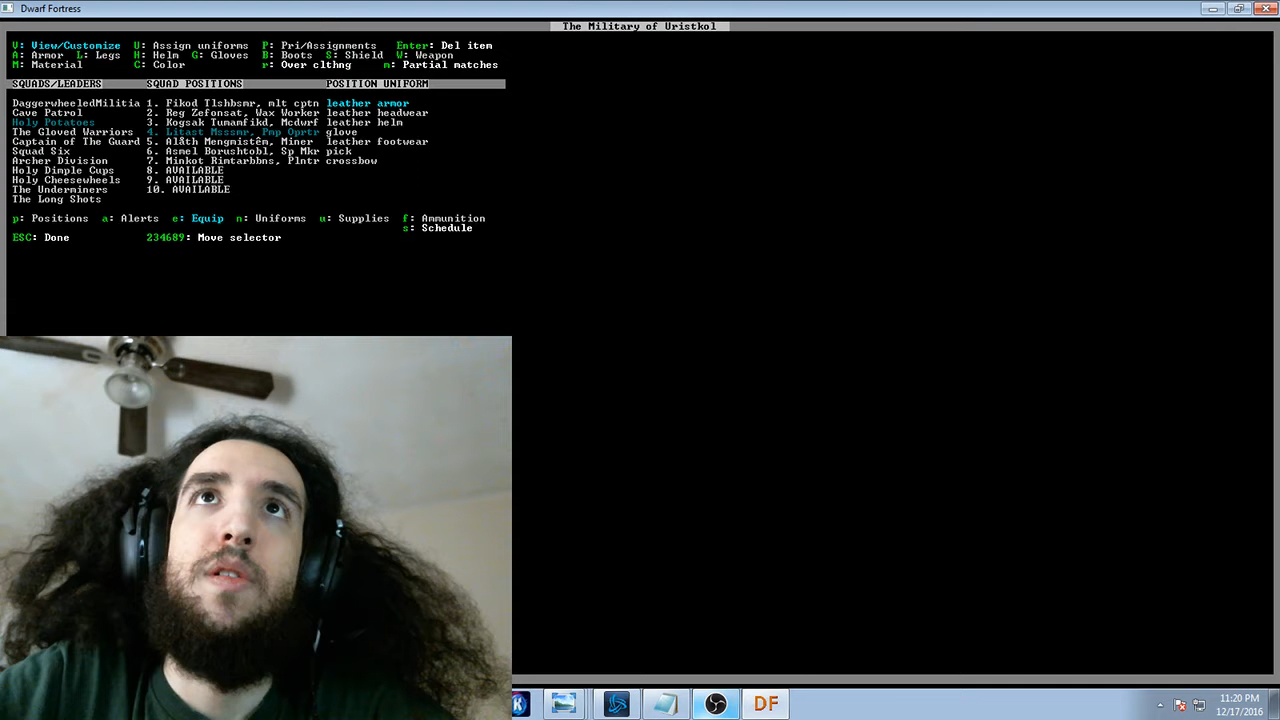 Dwarf Fortress
The Military of Uristkol
V: View/Customize U: Assign uniforms P: Pri/Assignments Enter: Del item
A: Armor L: Legs H: Helm G: Gloves B: Boots S: Shield W: Weapon
M: Material C: Color r: Over clthng m: Partial matches
SQUADS/LEADERS SQUAD POSITIONS POSITION UNIFORM
DaggerwheeledMilitia 1. Fikod Tlshbsmr, mlt cptn leather armor
Cave Patrol 2. Reg Zefonsat, Wax Worker leather headwear
Holy Potatoes 3. Kogsak Tumamfikd, Mcdwrf leather helm
The Gloved Warriors 4. Litast Msssmr, Pmp Oprtr glove
Captain of The Guard 5. Alåth Mengmistêm, Miner leather footwear
Squad Six 6. Asmel Borushtobl, Sp Mkr pick
Archer Division 7. Minkot Rimtarbbns, Plntr crossbow
Holy Dimple Cups 8. AVAILABLE
Holy Cheesewheels 9. AVAILABLE
The Underminers 10. AVAILABLE
The Long Shots
p: Positions a: Alerts e: Equip n: Uniforms u: Supplies f: Ammunition
s: Schedule
ESC: Done 234689: Move selector
K
DF
11:20 PM
12/17/2016